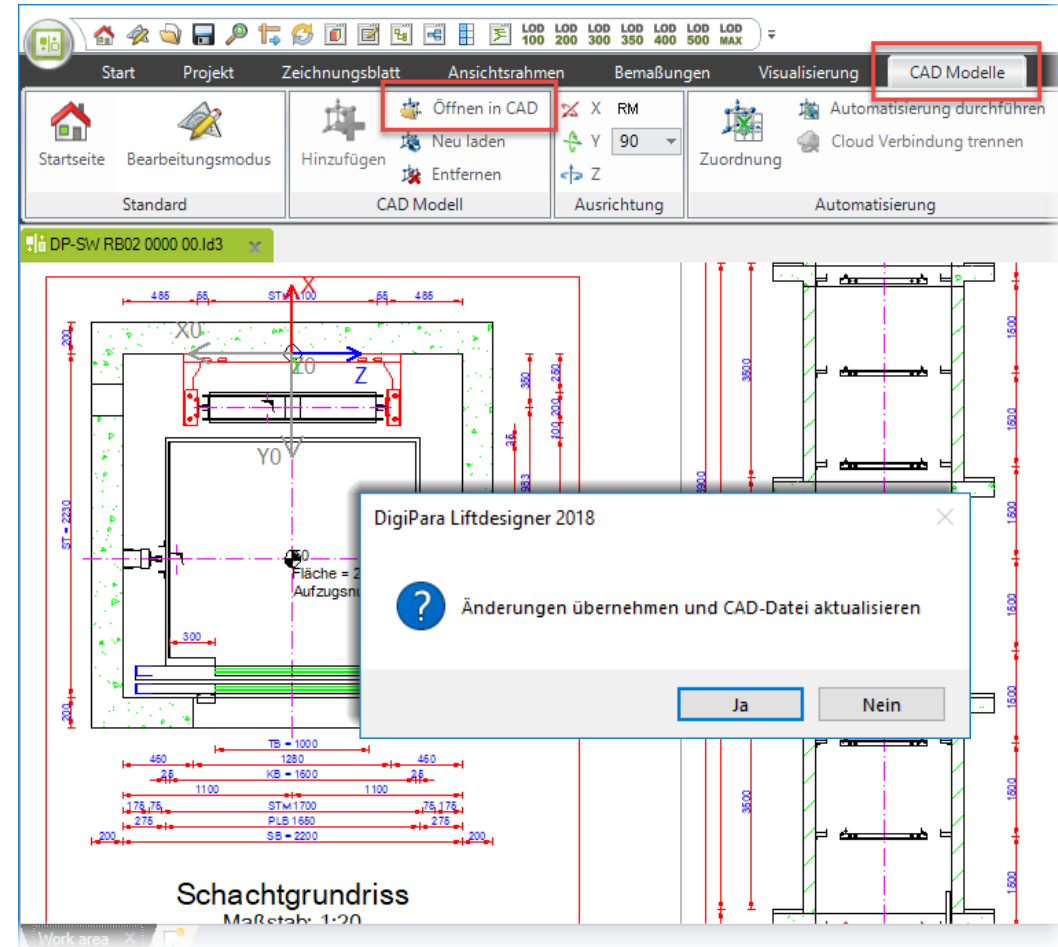 LOD 100 LOD 200 LOD 300 LOD 350 LOD 400 LOD 500 LOD MAX
Start Projekt Zeichnungsblatt Ansichtsrahmen Bemaßungen Visualisierung CAD Modelle
Startseite
Bearbeitungsmodus
Standard
Hinzufügen
Öffnen in CAD
Neu laden
Entfernen
CAD Modell
X RM
Y 90
Z
Ausrichtung
Zuordnung
Automatisierung durchführen
Cloud Verbindung trennen
Automatisierung
DP-SW RB02 0000 00.ld3
485 55 55 485
X
200
X0
Z
Y0
350 250
200
100
35
983
ST = 2230
Fläche = 2
300
200
TB = 1000
460 1280 460
25 KB = 1600 25
1100 1100
175 75 STM 1700 75 175
275 PLB 1650 275
200 SB = 2200 200
Schachtgrundriss
Maßstab: 1:20
3500
3500
1500
1500
1500
1500
1500
1500
1500
DigiPara Liftdesigner 2018
Änderungen übernehmen und CAD-Datei aktualisieren
Ja Nein
Work area